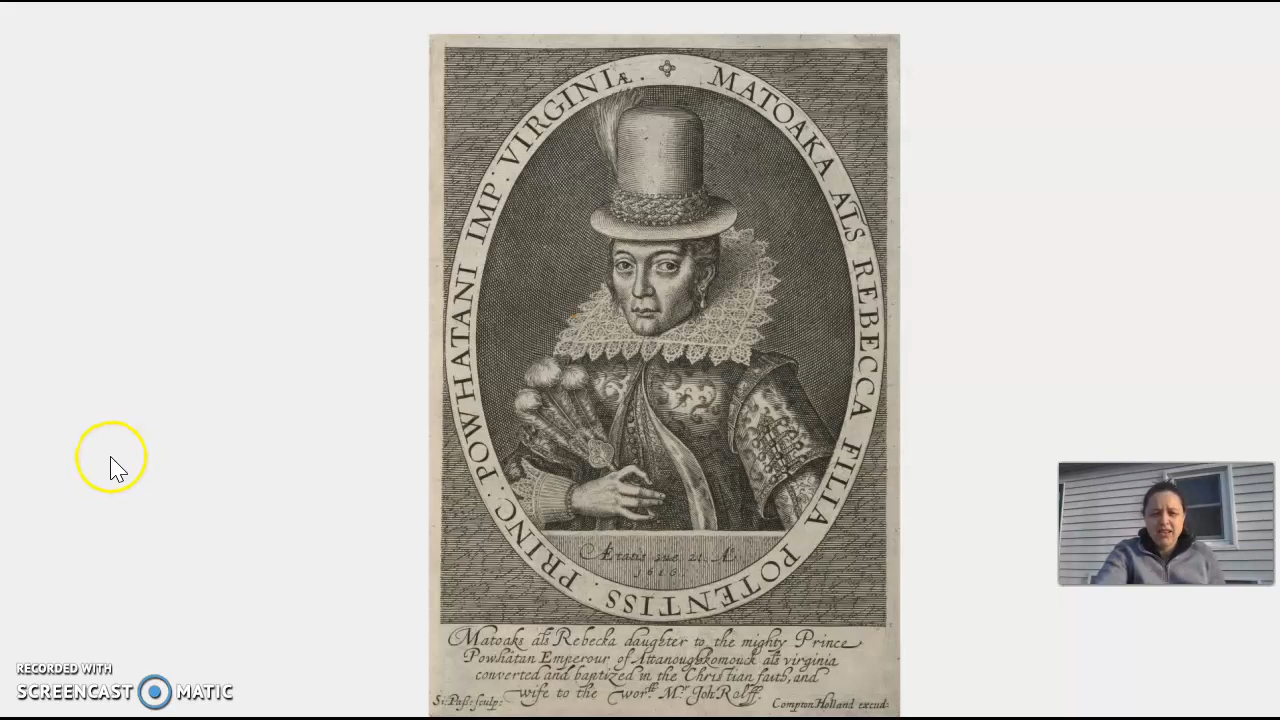 MATOAKA ALS REBECCA FILIA POTENTISS : PRINC : POWHATANI IMP : VIRGINIÆ .
Ætatis suæ 21. A.
1616
Matoaks als Rebecka daughter to the mighty Prince
Powhatan Emperour of Attanoughkomouck als virginia
converted and baptized in the Christian faith, and
wife to the wor.ff Mr. Joh Rolff.
Si: Paß: sculp: Compton Holland excud:
RECORDED WITH
SCREENCAST MATIC